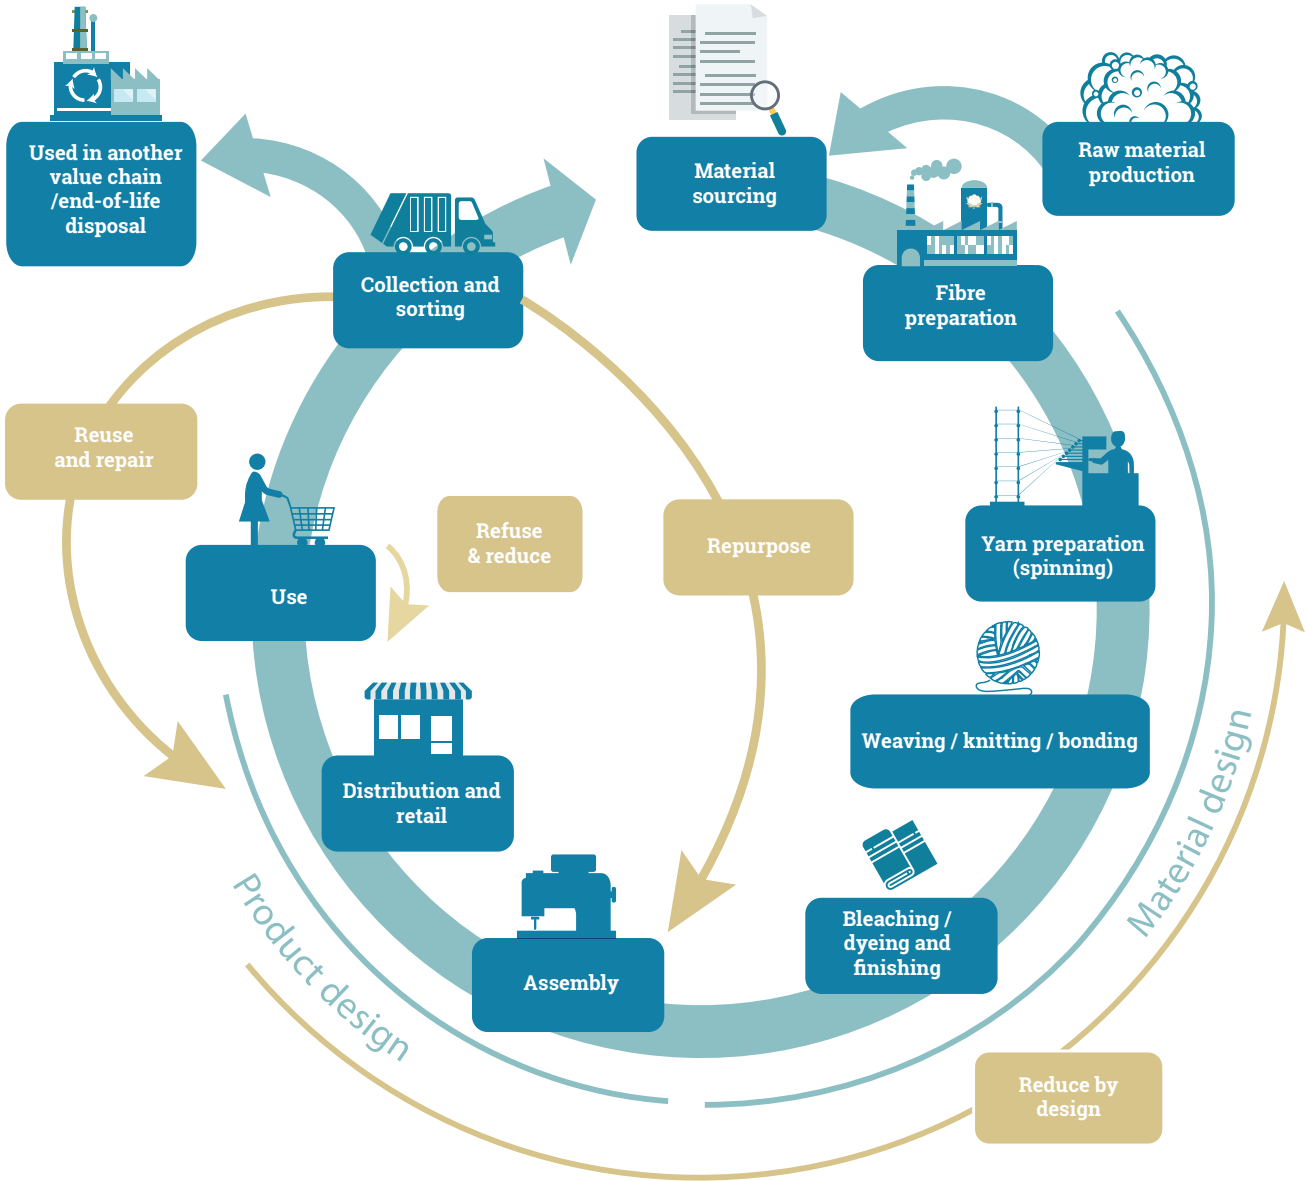 Used in another
value chain
/end-of-life
disposal
Material
sourcing
Raw material
production
Collection and
sorting
Fibre
preparation
Reuse
and repair
Refuse
& reduce
Repurpose
Yarn preparation
(spinning)
Use
Weaving / knitting / bonding
Distribution and
retail
Bleaching /
dyeing and
finishing
Assembly
Product design
Material design
Reduce by
design